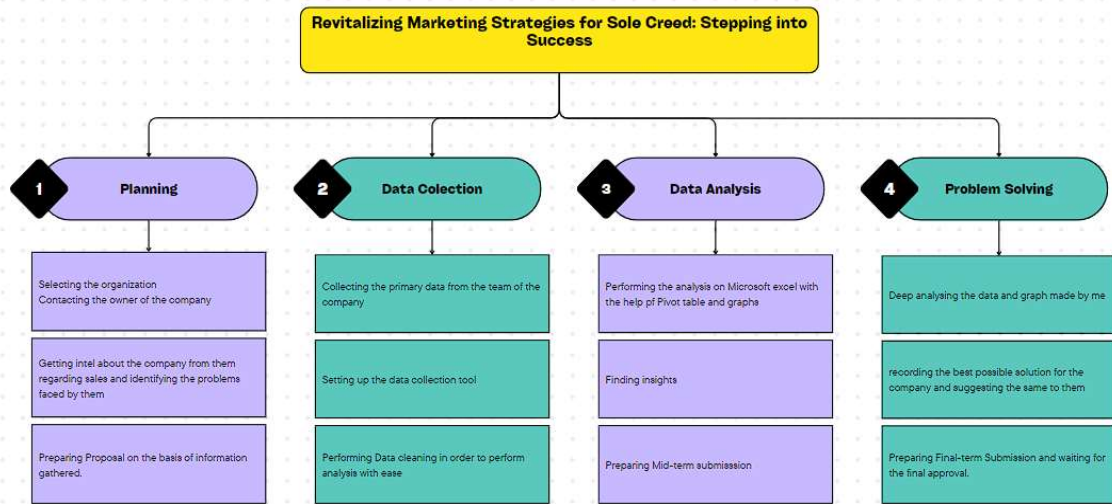 Revitalizing Marketing Strategies for Sole Creed: Stepping into
Success
1
Planning
Selecting the organization
Contacting the owner of the company
Getting intel about the company from them
regarding sales and identifying the problems
faced by them
Preparing Proposal on the basis of information
gathered.
2
Data Colection
Collecting the primary data from the team of the
company
Setting up the data collection tool
Performing Data cleaning in order to perform
analysis with ease
3
Data Analysis
Performing the analysis on Microsoft excel with
the help pf Pivot table and graphs
Finding insights
Preparing Mid-term submisssion
4
Problem Solving
Deep analysing the data and graph made by me
recording the best possible solution for the
company and suggesting the same to them
Preparing Final-term Submission and waiting for
the final approval.